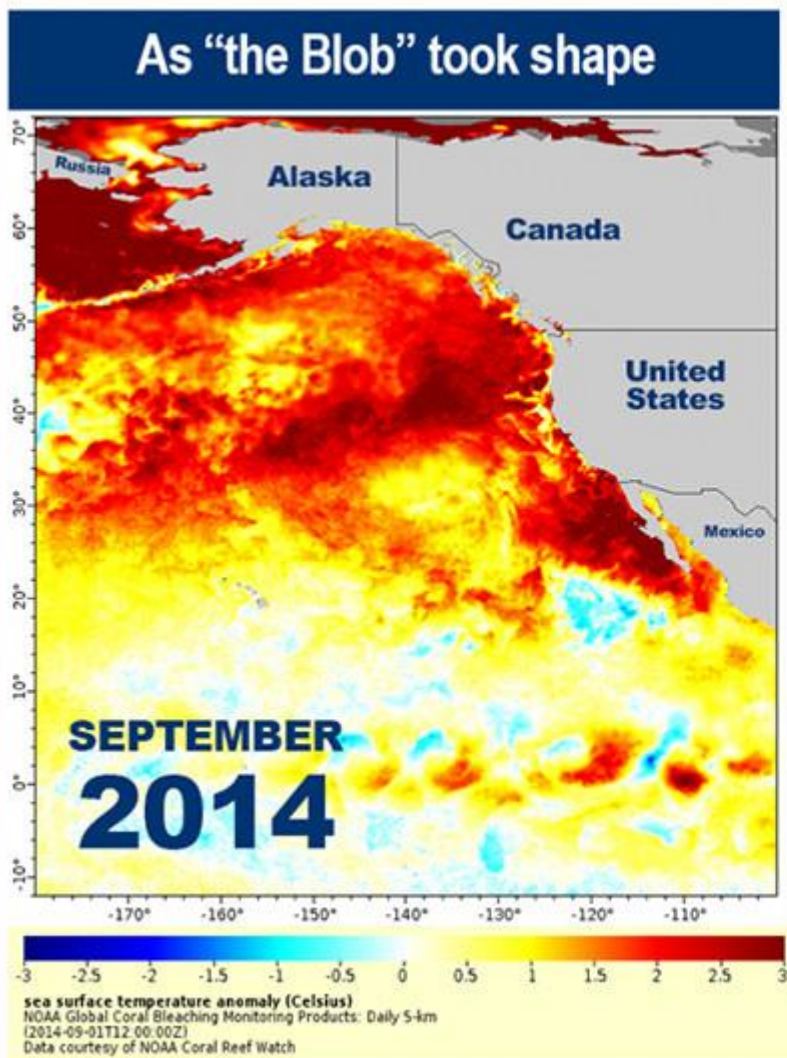 As “the Blob” took shape
Russia
Alaska
Canada
United
States
Mexico
SEPTEMBER
2014
70°
60°
50°
40°
30°
20°
10°
0°
-10°
-170° -160° -150° -140° -130° -120° -110°
-3 -2.5 -2 -1.5 -1 -0.5 0 0.5 1 1.5 2 2.5 3
sea surface temperature anomaly (Celsius)
NOAA Global Coral Bleaching Monitoring Products: Daily 5-km
(2014-09-01T12:00:00Z)
Data courtesy of NOAA Coral Reef Watch